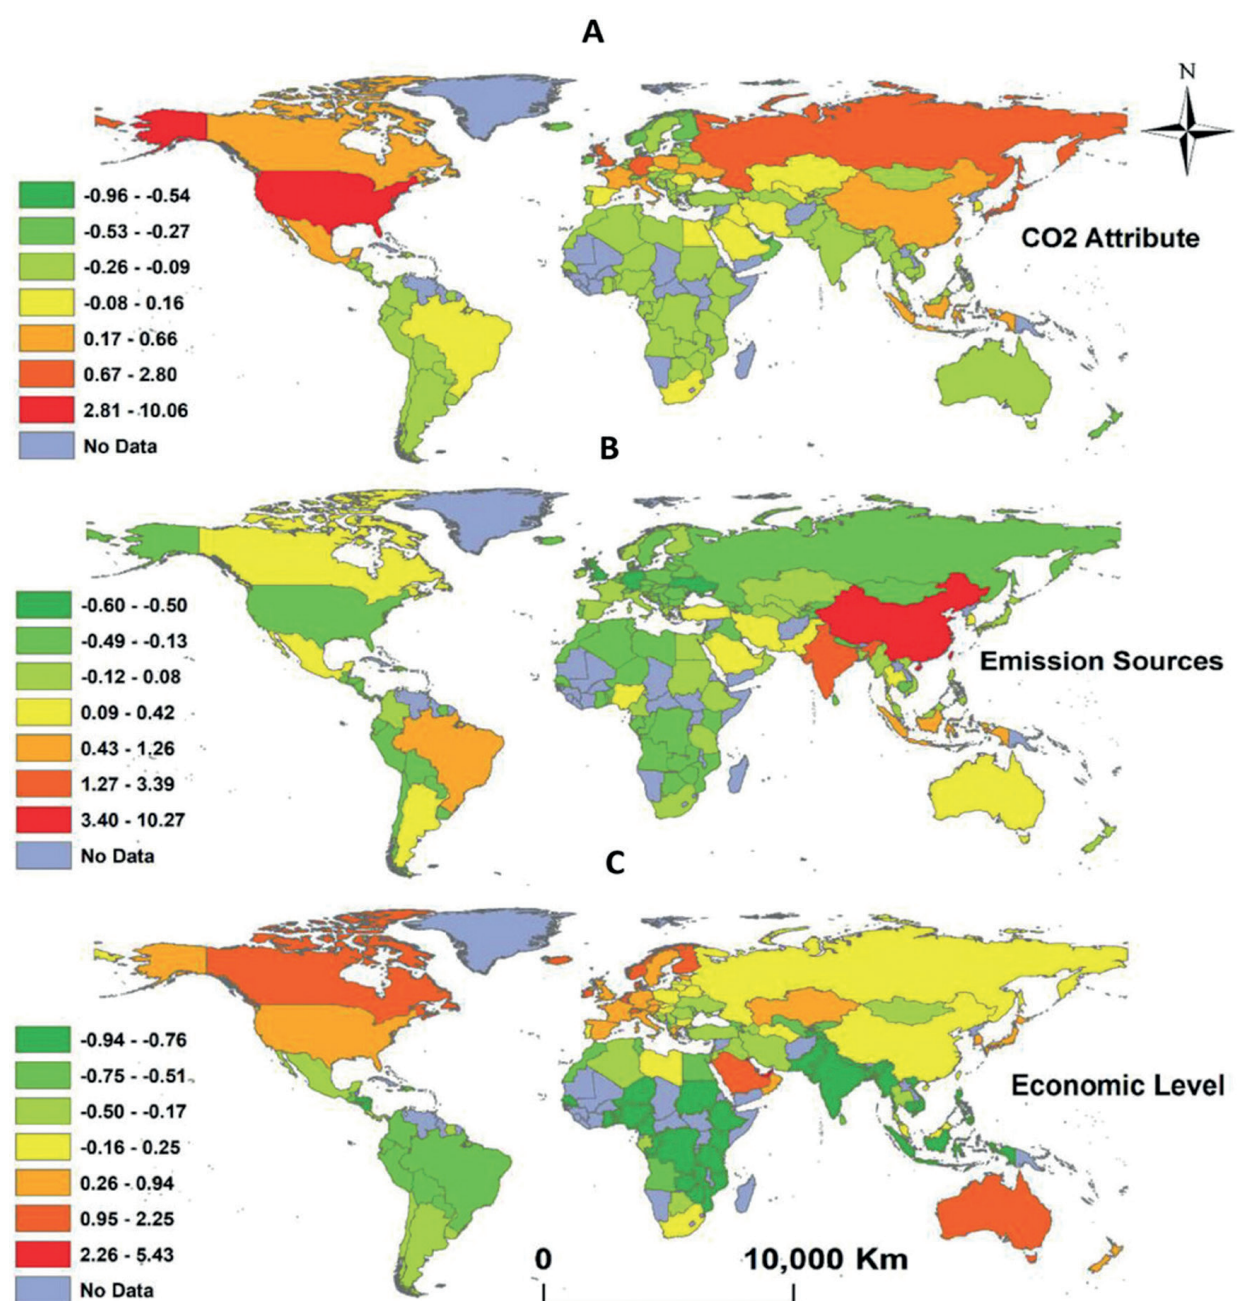 A
N
-0.96 - -0.54
-0.53 - -0.27
-0.26 - -0.09
-0.08 - 0.16
0.17 - 0.66
0.67 - 2.80
2.81 - 10.06
No Data
CO2 Attribute
B
-0.60 - -0.50
-0.49 - -0.13
-0.12 - 0.08
0.09 - 0.42
0.43 - 1.26
1.27 - 3.39
3.40 - 10.27
No Data
Emission Sources
C
-0.94 - -0.76
-0.75 - -0.51
-0.50 - -0.17
-0.16 - 0.25
0.26 - 0.94
0.95 - 2.25
2.26 - 5.43
No Data
Economic Level
0 10,000 Km